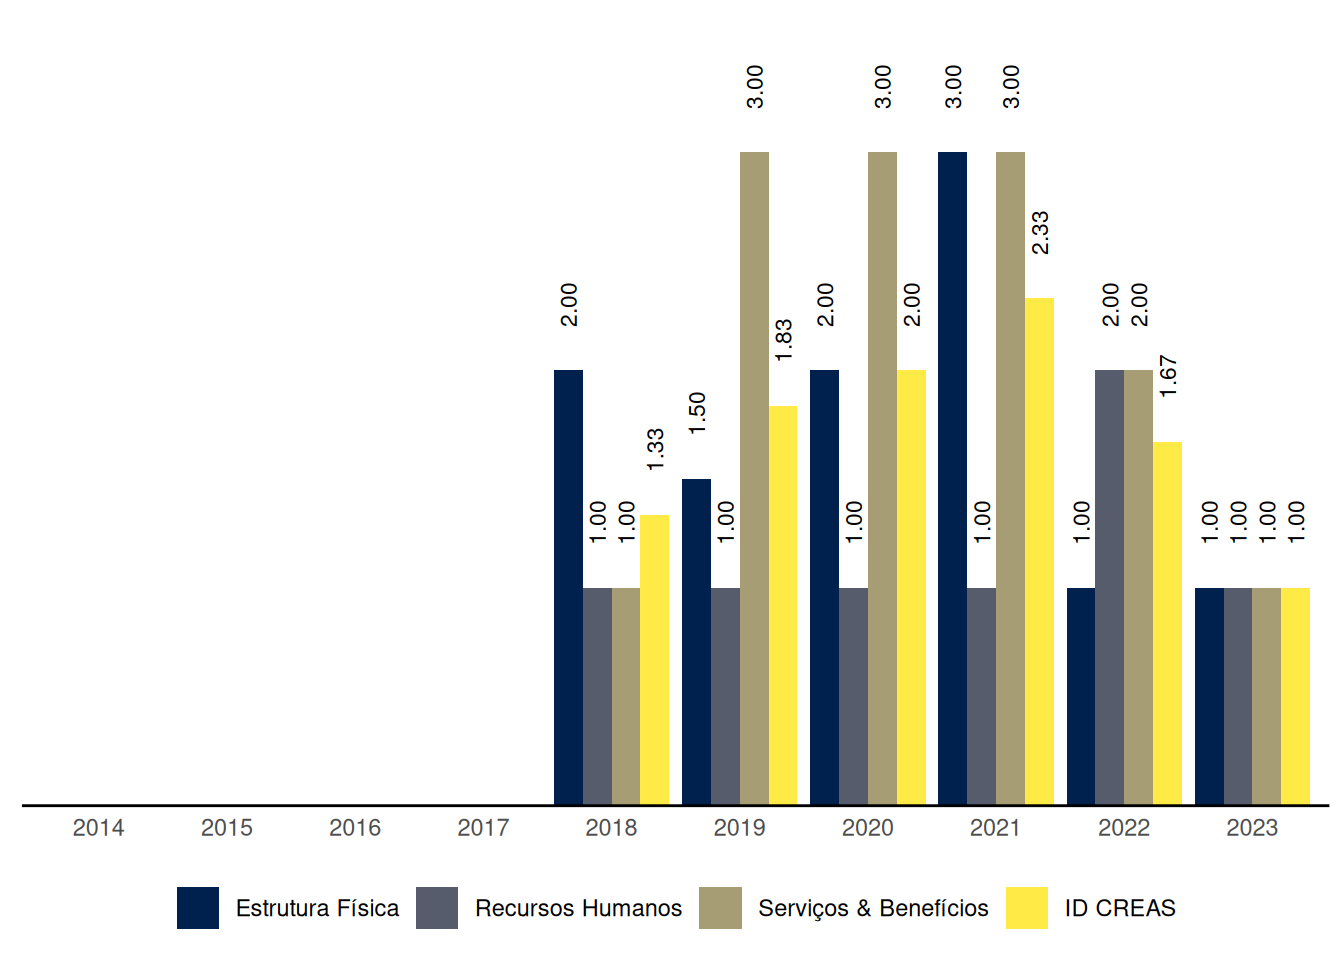 3.00 3.00 3.00 3.00
2.33
2.00 2.00 2.00 2.00 2.00
1.83
1.67
1.50
1.33
1.00 1.00 1.00 1.00 1.00 1.00 1.00 1.00 1.00 1.00
2014 2015 2016 2017 2018 2019 2020 2021 2022 2023
Estrutura Física Recursos Humanos Serviços & Benefícios ID CREAS